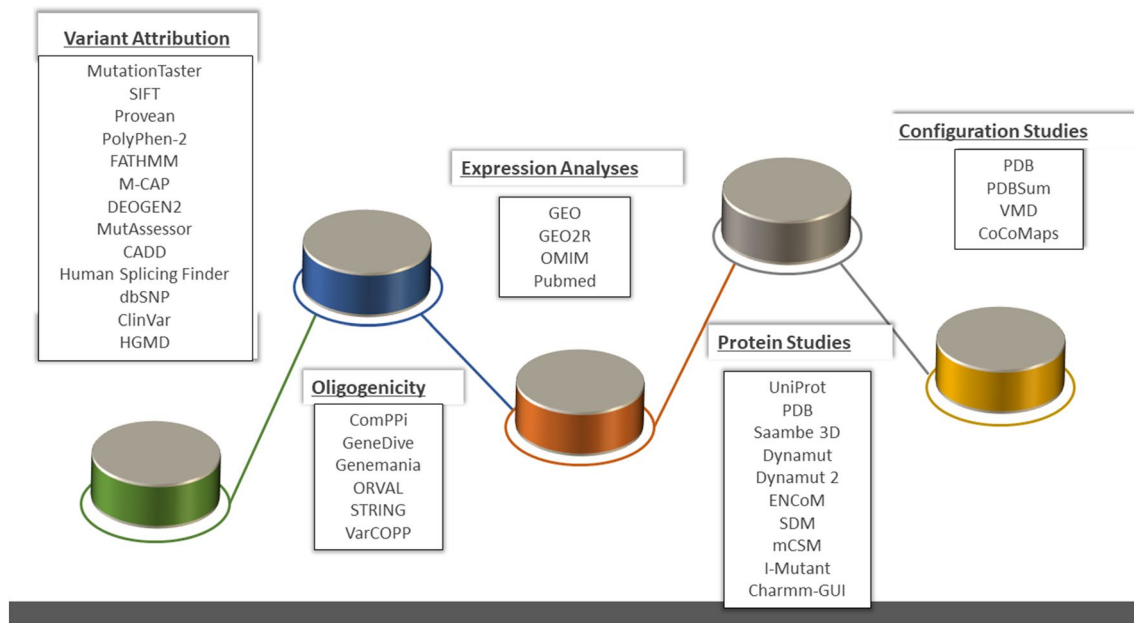 Variant Attribution
MutationTaster
SIFT
Provean
PolyPhen-2
FATHMM
M-CAP
DEOGEN2
MutAssessor
CADD
Human Splicing Finder
dbSNP
ClinVar
HGMD
Oligogenicity
ComPPi
GeneDive
Genemania
ORVAL
STRING
VarCOPP
Expression Analyses
GEO
GEO2R
OMIM
Pubmed
Protein Studies
UniProt
PDB
Saambe 3D
Dynamut
Dynamut 2
ENCoM
SDM
mCSM
I-Mutant
Charmm-GUI
Configuration Studies
PDB
PDBSum
VMD
CoCoMaps